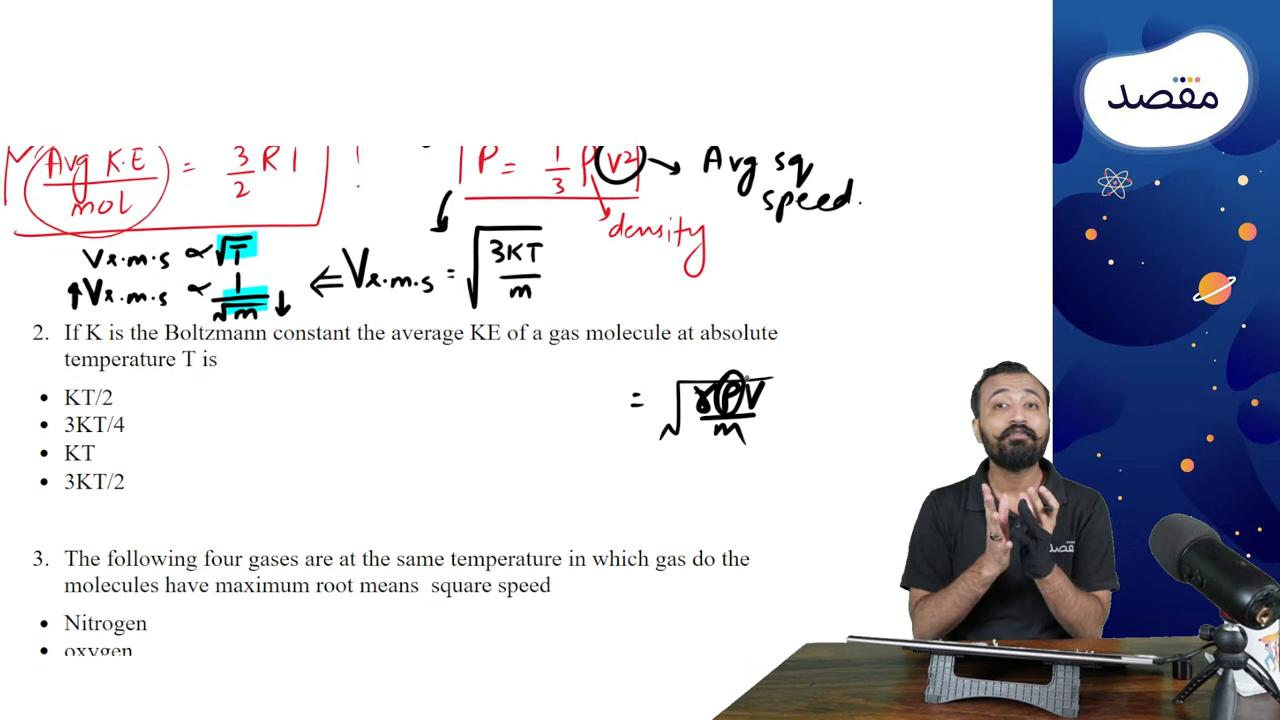 Avg K.E / mol = 3/2 RT !
P = 1/3 ρ v2 → Avg sq speed.
density
Vr.m.s ∝ √T
↑Vr.m.s ∝ 1/√m ↓
⇐ Vr.m.s = √3KT/m
2. If K is the Boltzmann constant the average KE of a gas molecule at absolute
temperature T is
• KT/2
• 3KT/4
• KT
• 3KT/2
3. The following four gases are at the same temperature in which gas do the
molecules have maximum root means square speed
• Nitrogen
• oxygen
مقصد